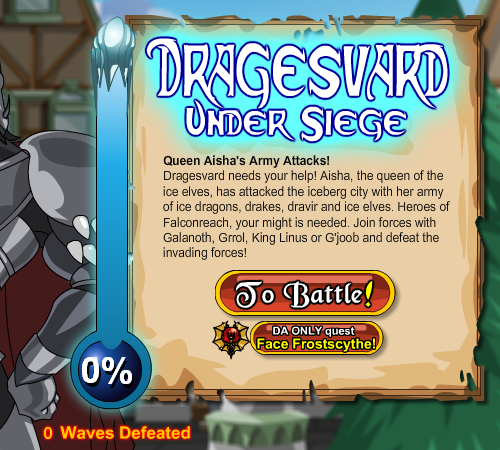 DRAGESVARD
UNDER SIEGE
Queen Aisha's Army Attacks!
Dragesvard needs your help! Aisha, the queen of the
ice elves, has attacked the iceberg city with her army
of ice dragons, drakes, dravir and ice elves. Heroes of
Falconreach, your might is needed. Join forces with
Galanoth, Grrol, King Linus or G'joob and defeat the
invading forces!
To Battle!
DA ONLY quest
Face Frostscythe!
0%
0 Waves Defeated